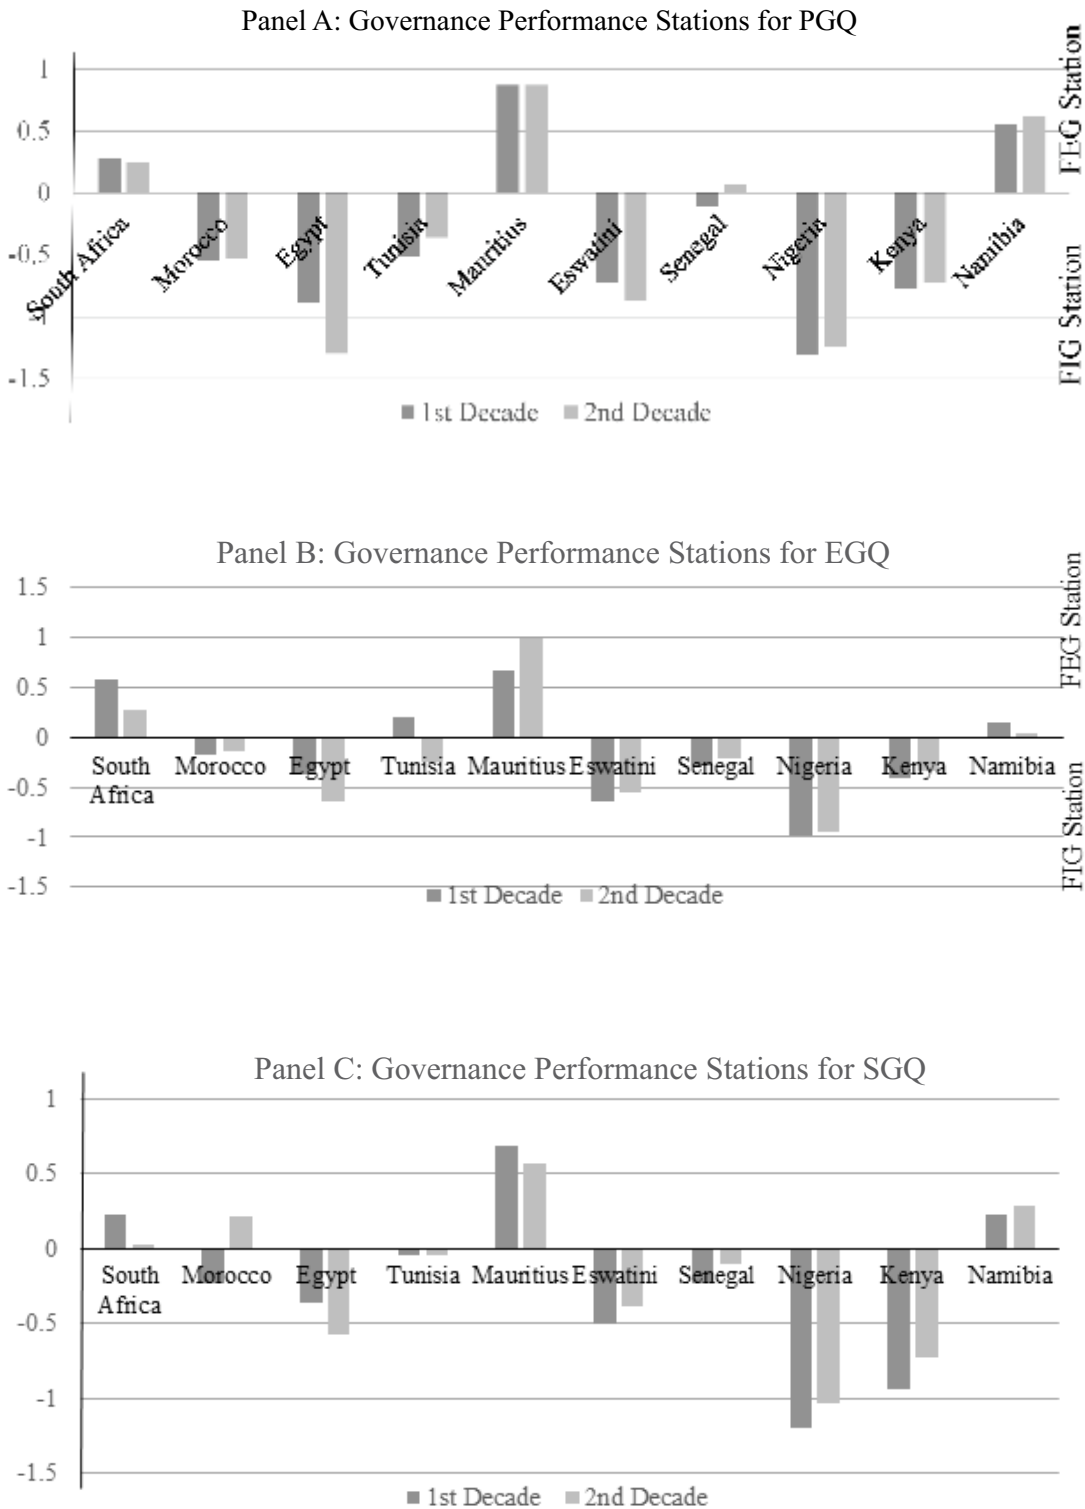 Panel A: Governance Performance Stations for PGQ
1
0.5
0
-0.5
-1.5
South Africa
Morocco
Egypt
Tunisia
Mauritius
Eswatini
Senegal
Nigeria
Kenya
Namibia
FEG Station
FIG Station
1st Decade 2nd Decade
Panel B: Governance Performance Stations for EGQ
1.5
1
0.5
0
-0.5
-1
-1.5
South Africa
Morocco
Egypt
Tunisia
Mauritius
Eswatini
Senegal
Nigeria
Kenya
Namibia
FEG Station
FIG Station
1st Decade 2nd Decade
Panel C: Governance Performance Stations for SGQ
1
0.5
0
-0.5
-1
-1.5
South Africa
Morocco
Egypt
Tunisia
Mauritius
Eswatini
Senegal
Nigeria
Kenya
Namibia
1st Decade 2nd Decade